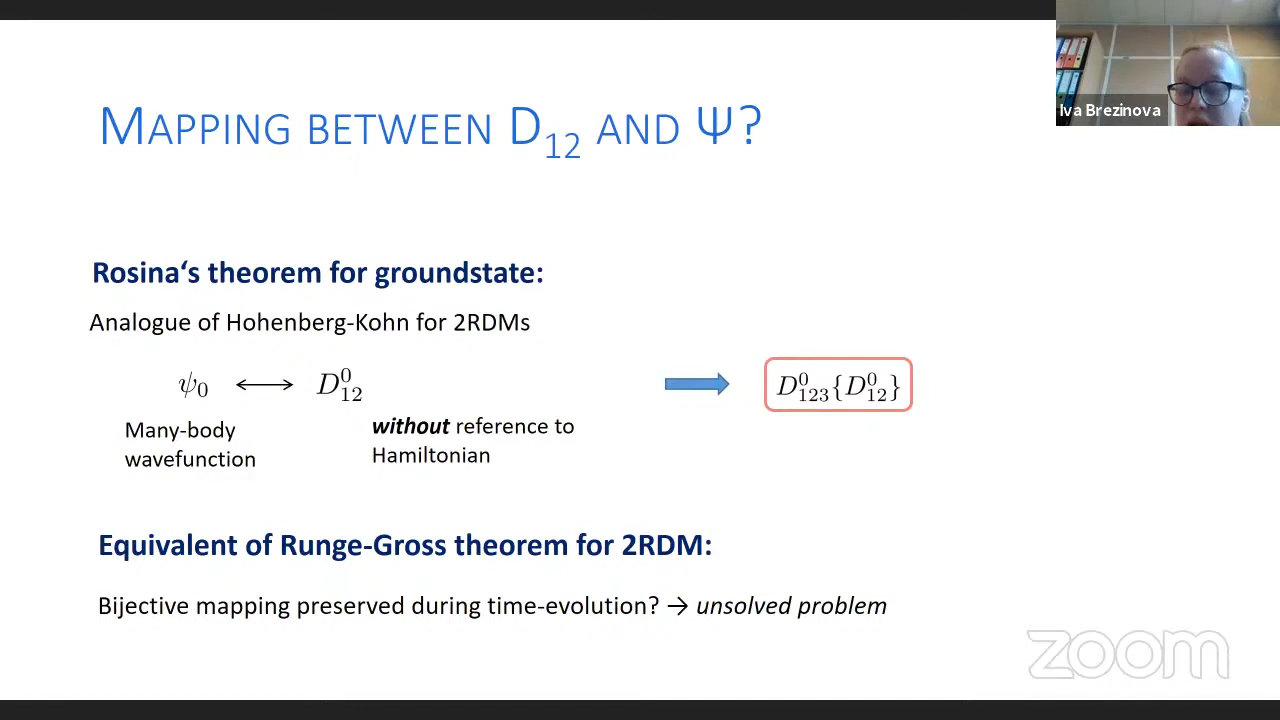 MAPPING BETWEEN D₁₂ AND Ψ?
Iva Brezinova
Rosina‘s theorem for groundstate:
Analogue of Hohenberg-Kohn for 2RDMs
ψ₀ ⟷ D⁰₁₂
D⁰₁₂₃{D⁰₁₂}
Many-body
wavefunction
without reference to
Hamiltonian
Equivalent of Runge-Gross theorem for 2RDM:
Bijective mapping preserved during time-evolution? → unsolved problem
zoom